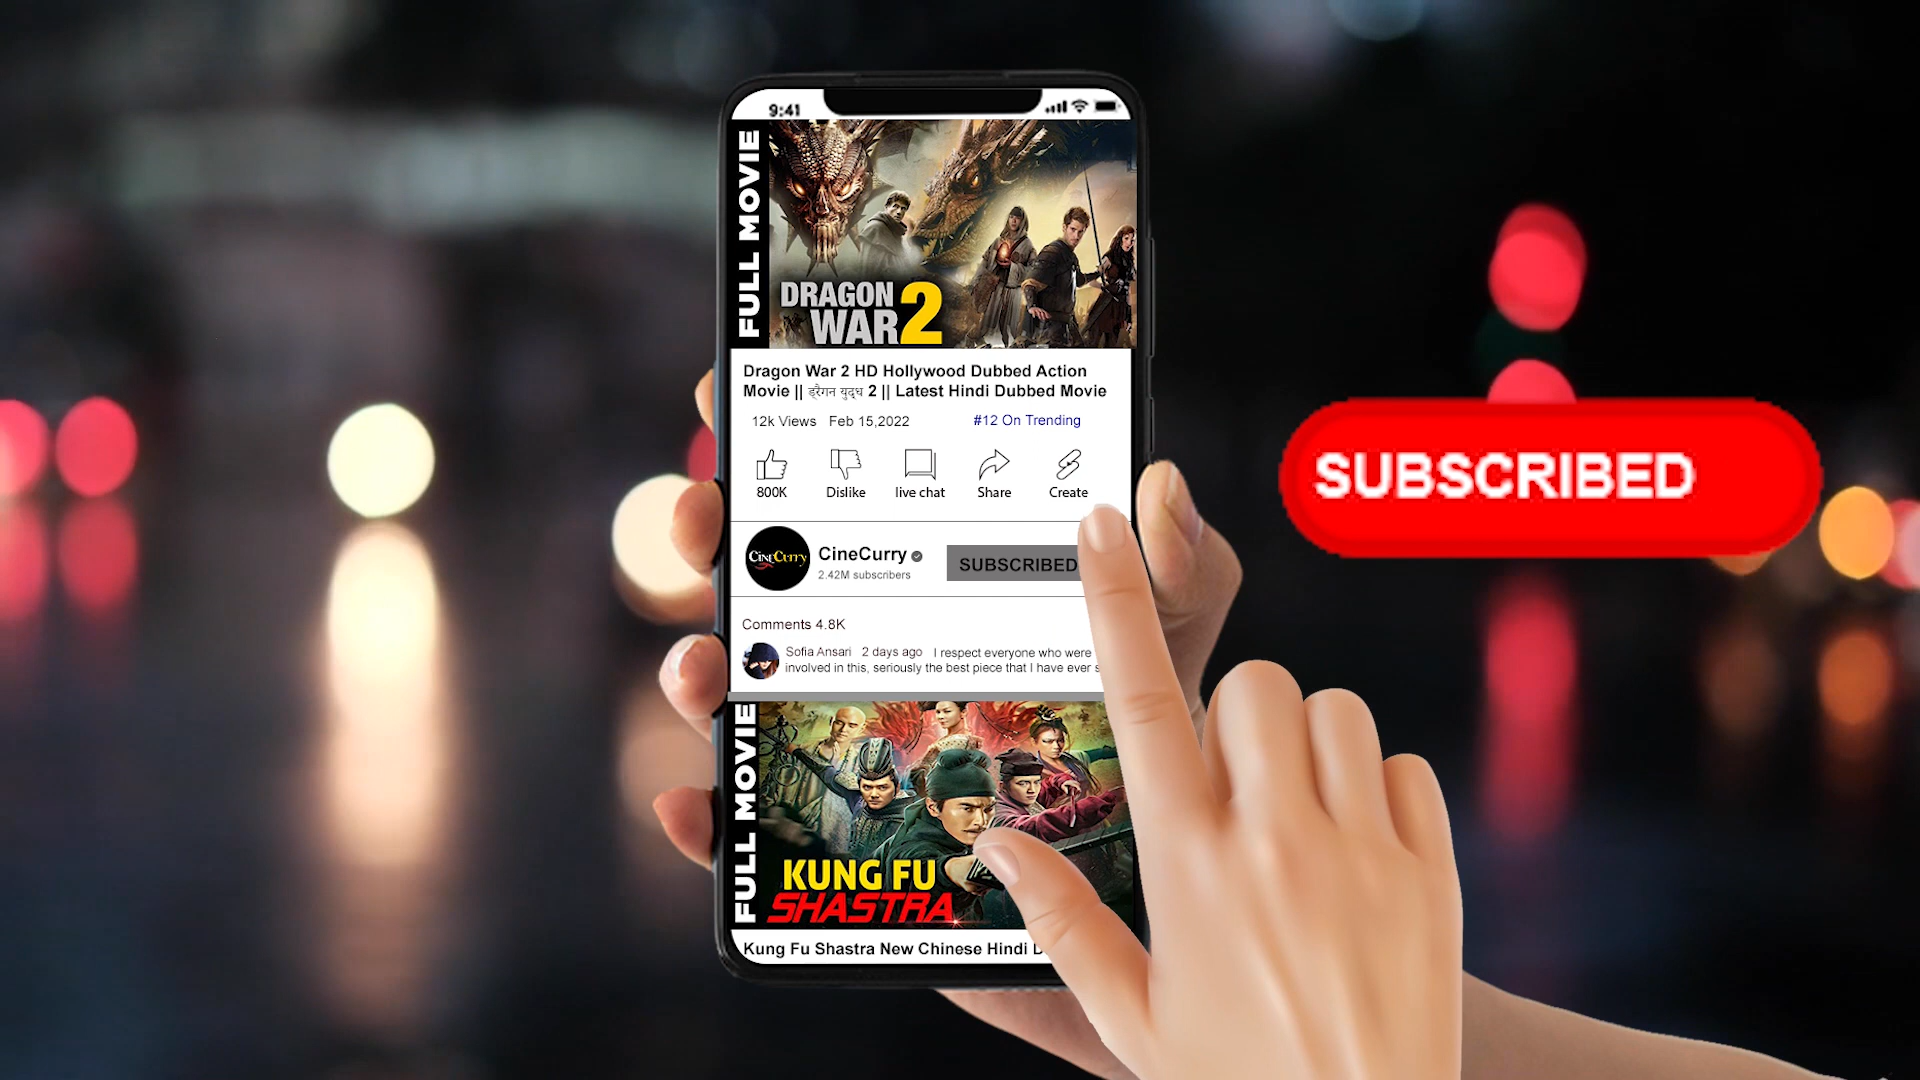 9:41
FULL MOVIE
DRAGON
WAR 2
Dragon War 2 HD Hollywood Dubbed Action
Movie || ड्रैगन युद्ध 2 || Latest Hindi Dubbed Movie
12k Views Feb 15,2022 #12 On Trending
800K Dislike live chat Share Create
CineCurry
CineCurry
2.42M subscribers
SUBSCRIBED
SUBSCRIBED
Comments 4.8K
Sofia Ansari 2 days ago I respect everyone who were
involved in this, seriously the best piece that I have ever
FULL MOVIE
KUNG FU
SHASTRA
Kung Fu Shastra New Chinese Hindi